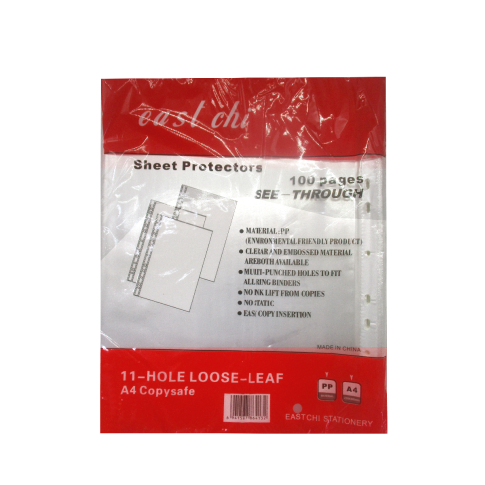 east chi
Sheet Protectors
100 pages
SEE-THROUGH
MATERIAL:PP
(ENVIRONMENTAL FRIENDLY PRODUCT)
CLEAR AND EMBOSSED MATERIAL
ARE BOTH AVAILABLE
MULTI-PUNCHED HOLES TO FIT
ALL RING BINDERS
NO INK LIFT FROM COPIES
NO STATIC
EASY COPY INSERTION
MADE IN CHINA
11-HOLE LOOSE-LEAF
A4 Copysafe
PP
A4
EASTCHI STATIONERY